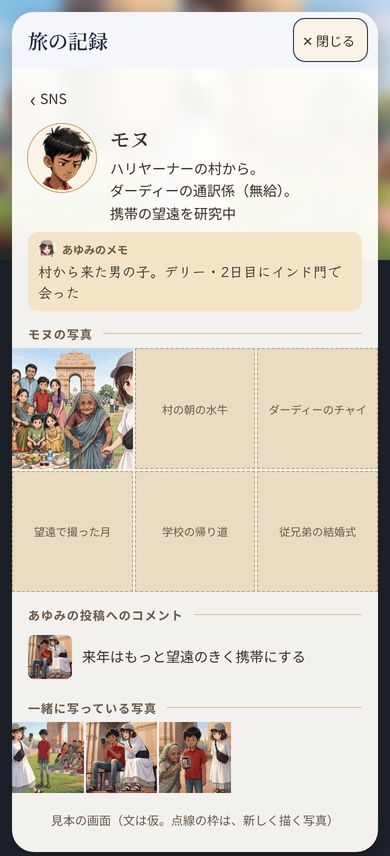 旅の記録
× 閉じる
‹ SNS
モヌ
ハリヤーナーの村から。
ダーディーの通訳係（無給）。
携帯の望遠を研究中
あゆみのメモ
村から来た男の子。デリー・2日目にインド門で
会った
モヌの写真
村の朝の水牛
ダーディーのチャイ
望遠で撮った月
学校の帰り道
従兄弟の結婚式
あゆみの投稿へのコメント
来年はもっと望遠のきく携帯にする
一緒に写っている写真
見本の画面（文は仮。点線の枠は、新しく描く写真）